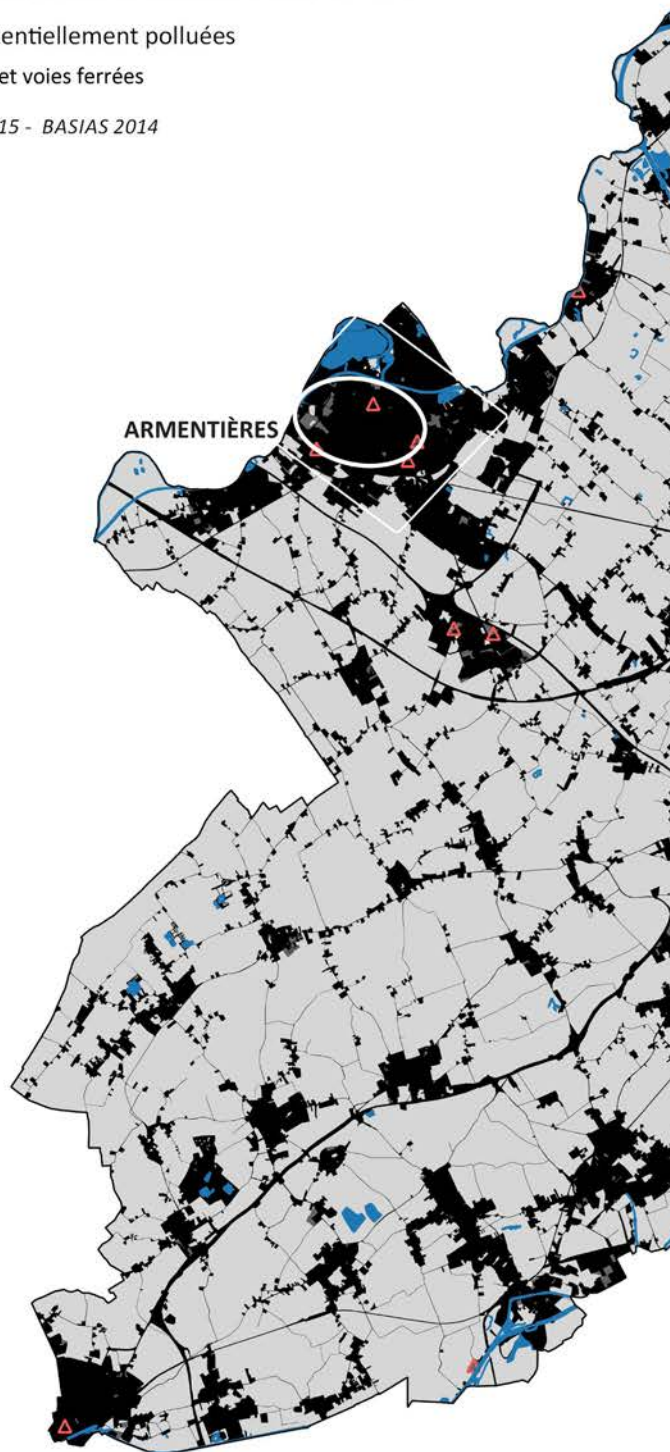 entiellement polluées
et voies ferrées
15 - BASIAS 2014
ARMENTIÈRES